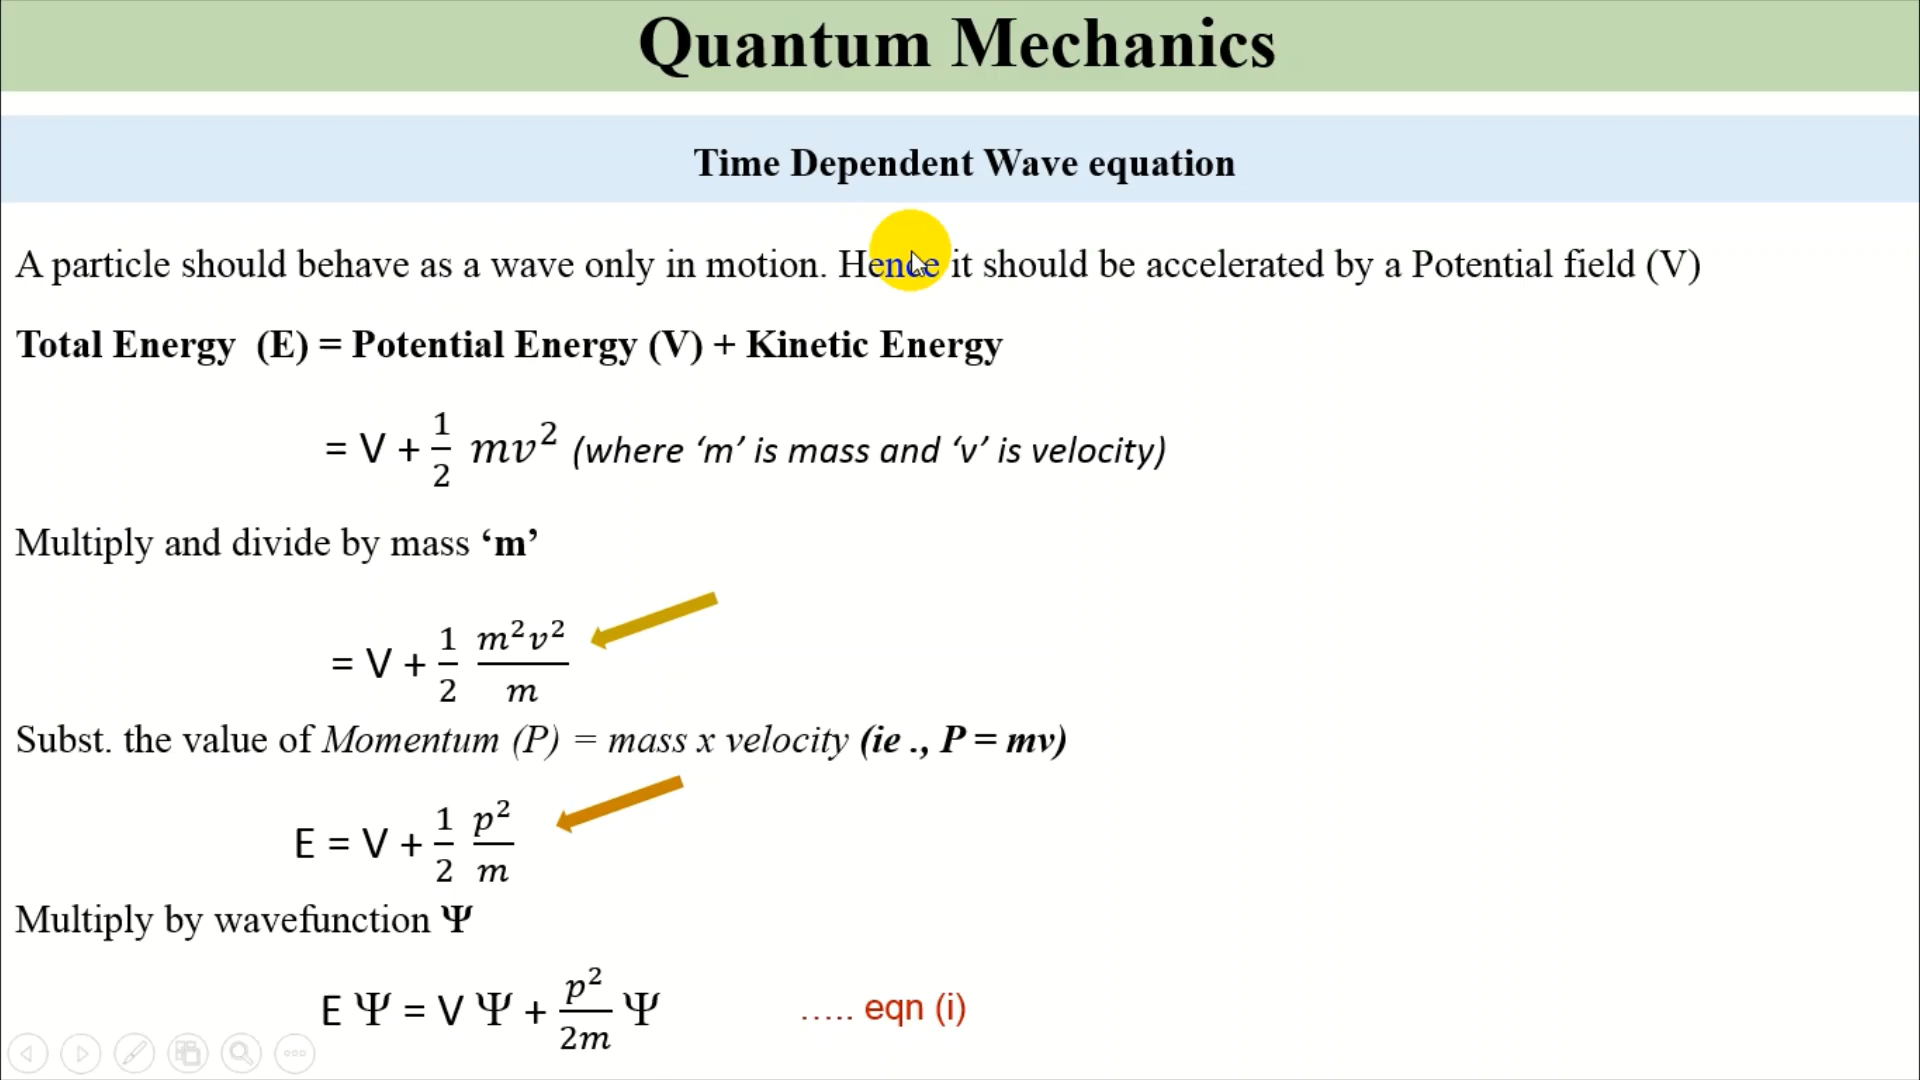 Quantum Mechanics
Time Dependent Wave equation
A particle should behave as a wave only in motion. Hence it should be accelerated by a Potential field (V)
Total Energy (E) = Potential Energy (V) + Kinetic Energy
= V + 1/2 mv² (where ‘m’ is mass and ‘v’ is velocity)
Multiply and divide by mass ‘m’
= V + 1/2 m²v²/m
Subst. the value of Momentum (P) = mass x velocity (ie ., P = mv)
E = V + 1/2 p²/m
Multiply by wavefunction Ψ
E Ψ = V Ψ + p²/2m Ψ ….. eqn (i)